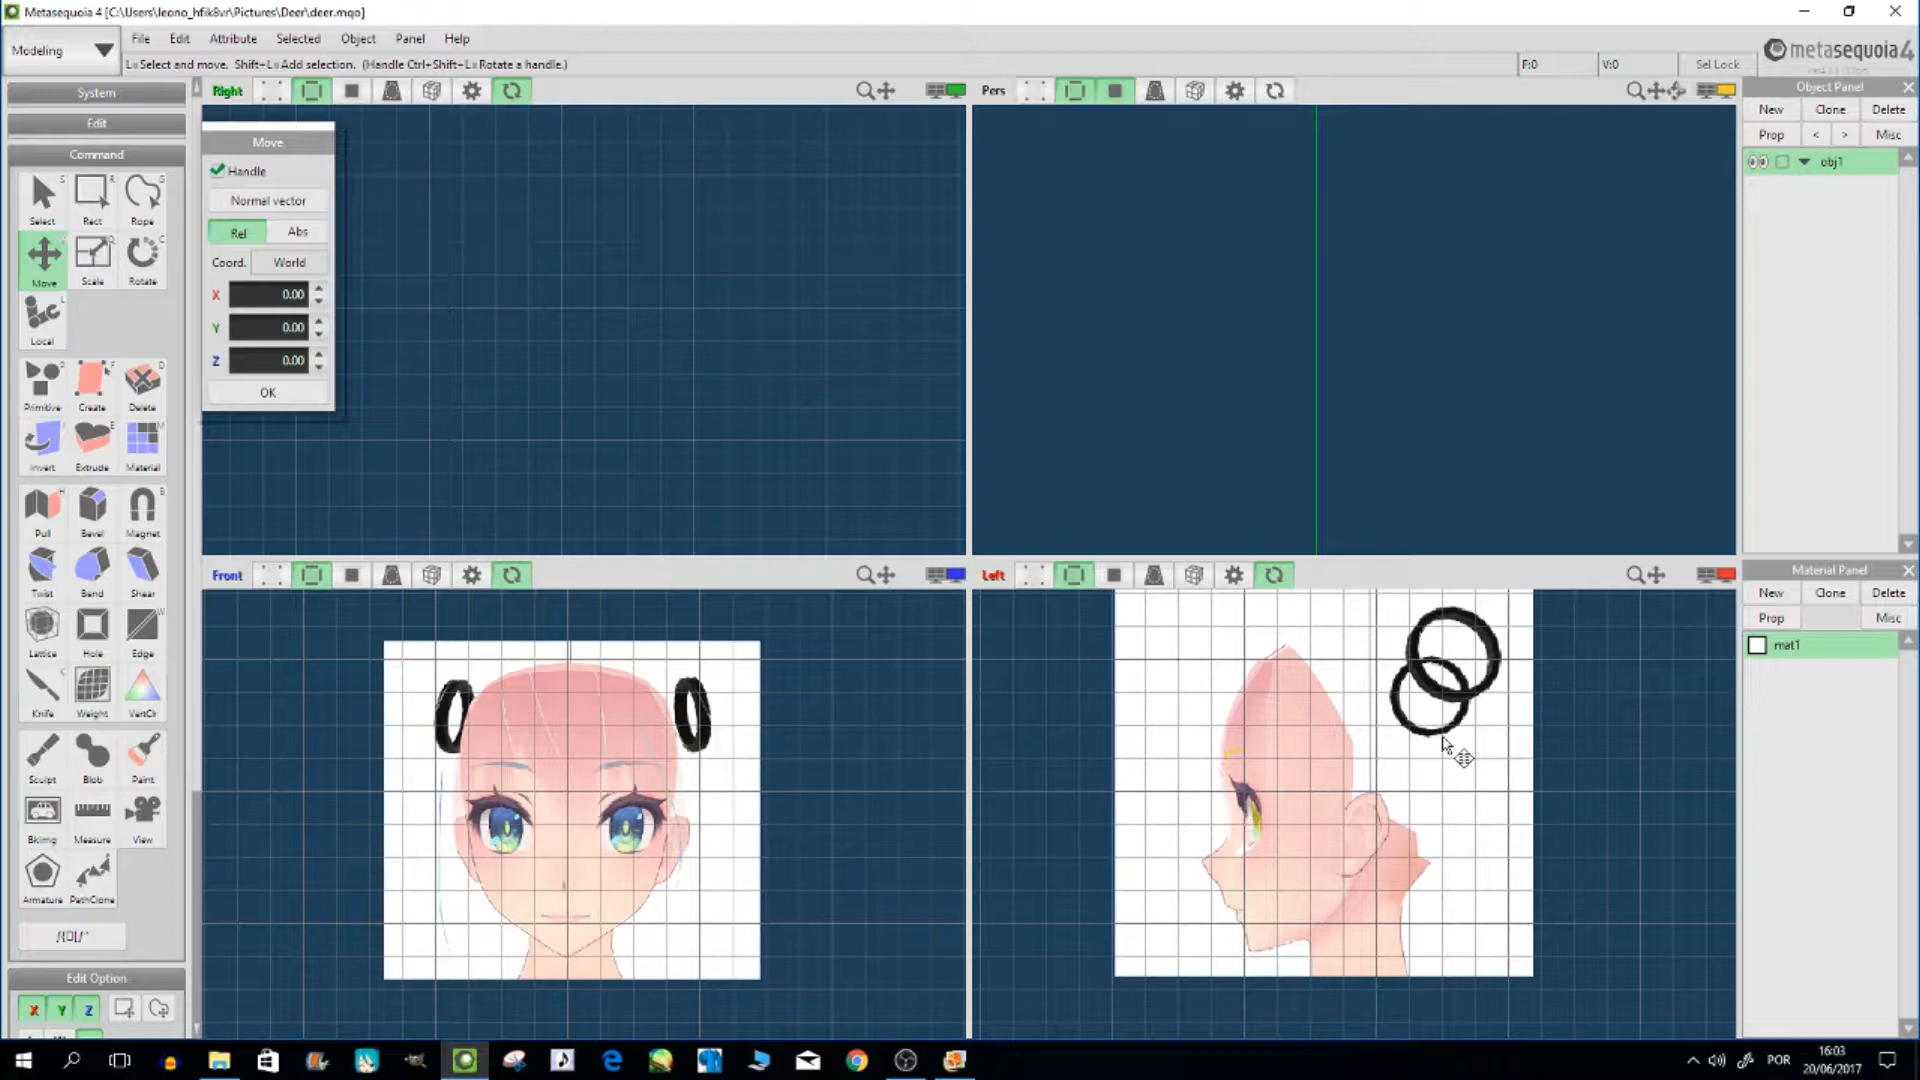 Metasequoia 4 [C:\Users\leono_hfik8vr\Pictures\Deer\deer.mqo]
Modeling
File Edit Attribute Selected Object Panel Help
L=Select and move. Shift+L=Add selection. (Handle Ctrl+Shift+L=Rotate a handle.)
F:0 V:0 Sel Lock
metasequoia 4
System
Edit
Command
Select Rect Rope
Move Scale Rotate
Local
Primitive Create Delete
Invert Extrude Material
Pull Bevel Magnet
Twist Bend Shear
Lattice Hole Edge
Knife Weight VertClr
Sculpt Blob Paint
BkImg Measure View
Armature PathClone
Edit Option
X Y Z
Right
Move
Handle
Normal vector
Rel Abs
Coord. World
X 0.00
Y 0.00
Z 0.00
OK
Pers
Front
Left
Object Panel
New Clone Delete
Prop < > Misc
obj1
Material Panel
New Clone Delete
Prop Misc
mat1
POR
16:03
20/06/2017